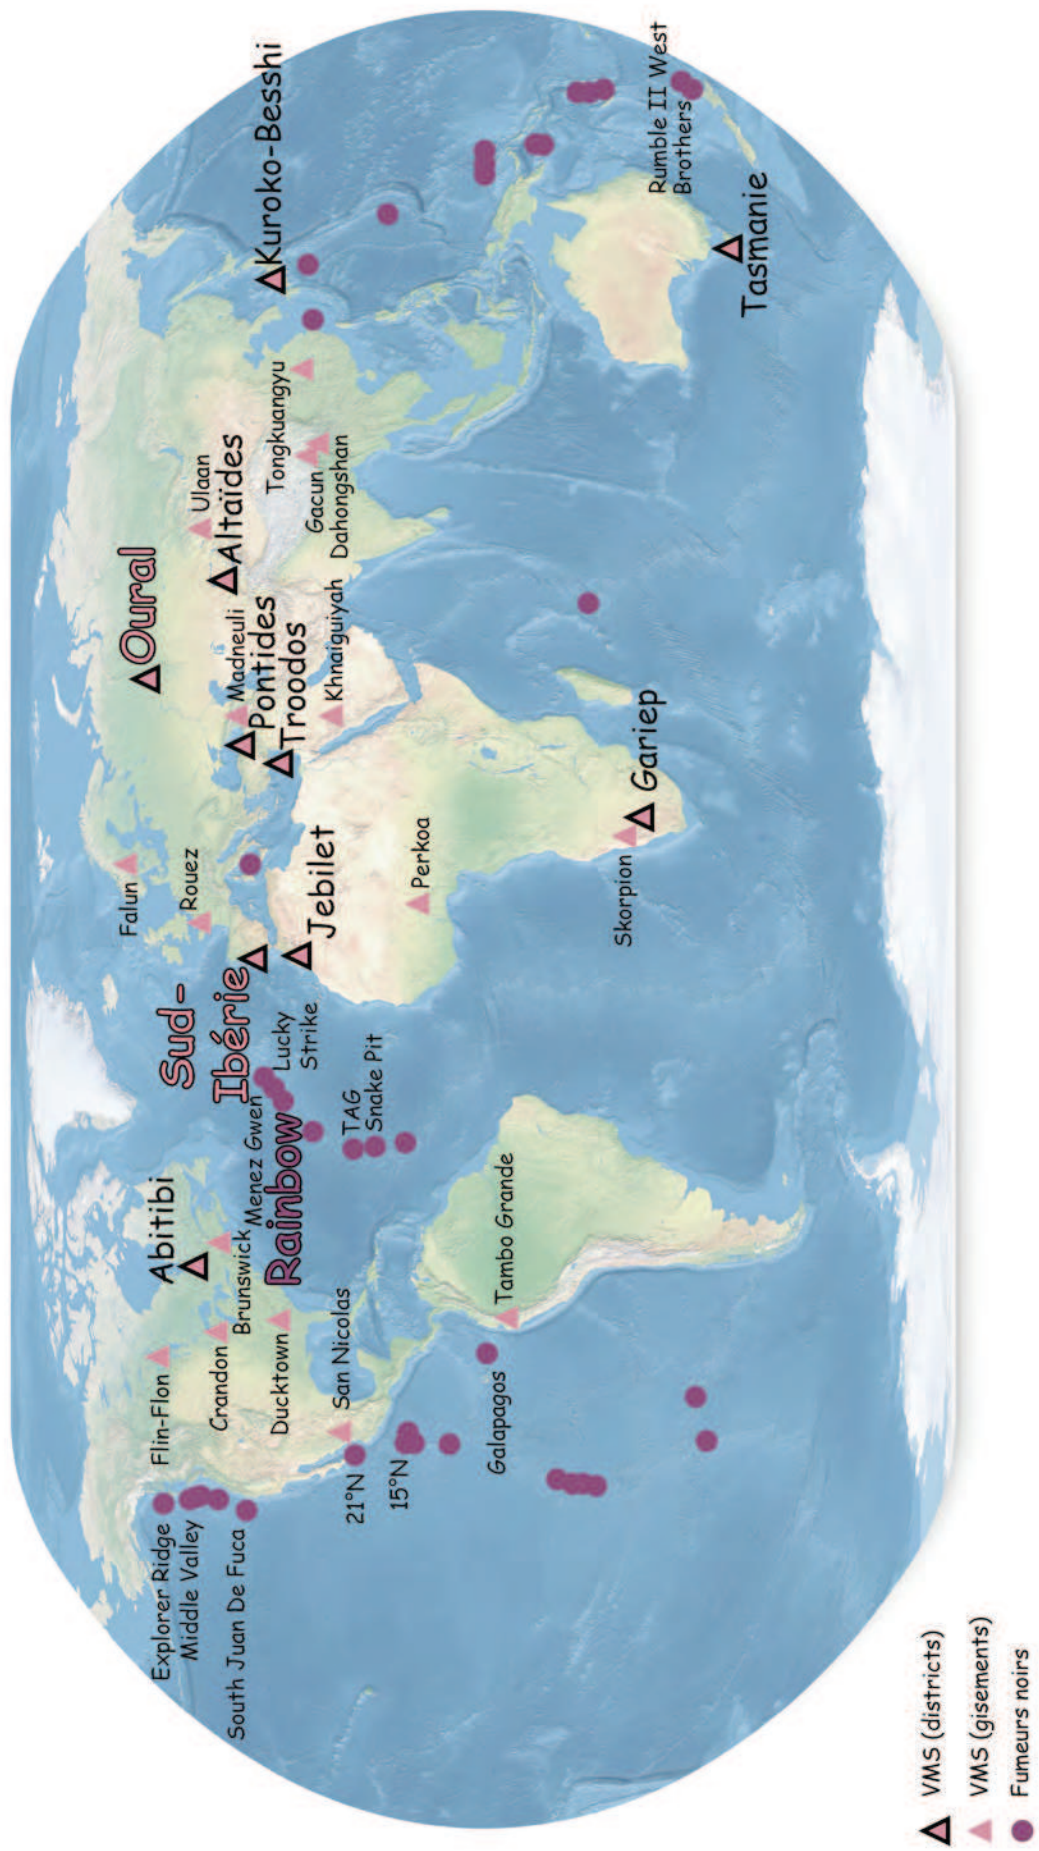 Explorer Ridge
Middle Valley
South Juan De Fuca
21°N
15°N
Galapagos
Flin-Flon
Crandon
Ducktown
San Nicolas
Tambo Grande
Abitibi
Brunswick
Menez Gwen
Rainbow
Lucky
Strike
TAG
Snake Pit
Sud-
Ibérie
Jebilet
Falun
Rouez
Perkoa
Skorpion
Gariep
Oural
Madneuli
Pontides
Troodos
Khnaiguiyah
Ulaan
Altaïdes
Tongkuangyu
Gacun
Dahongshan
Kuroko-Besshi
Rumble II West
Brothers
Tasmanie
VMS (districts)
VMS (gisements)
Fumeurs noirs